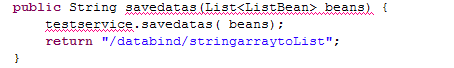 public String savedatas(List<ListBean> beans) {
testservice.savedatas( beans);
return "/databind/stringarraytoList";
}